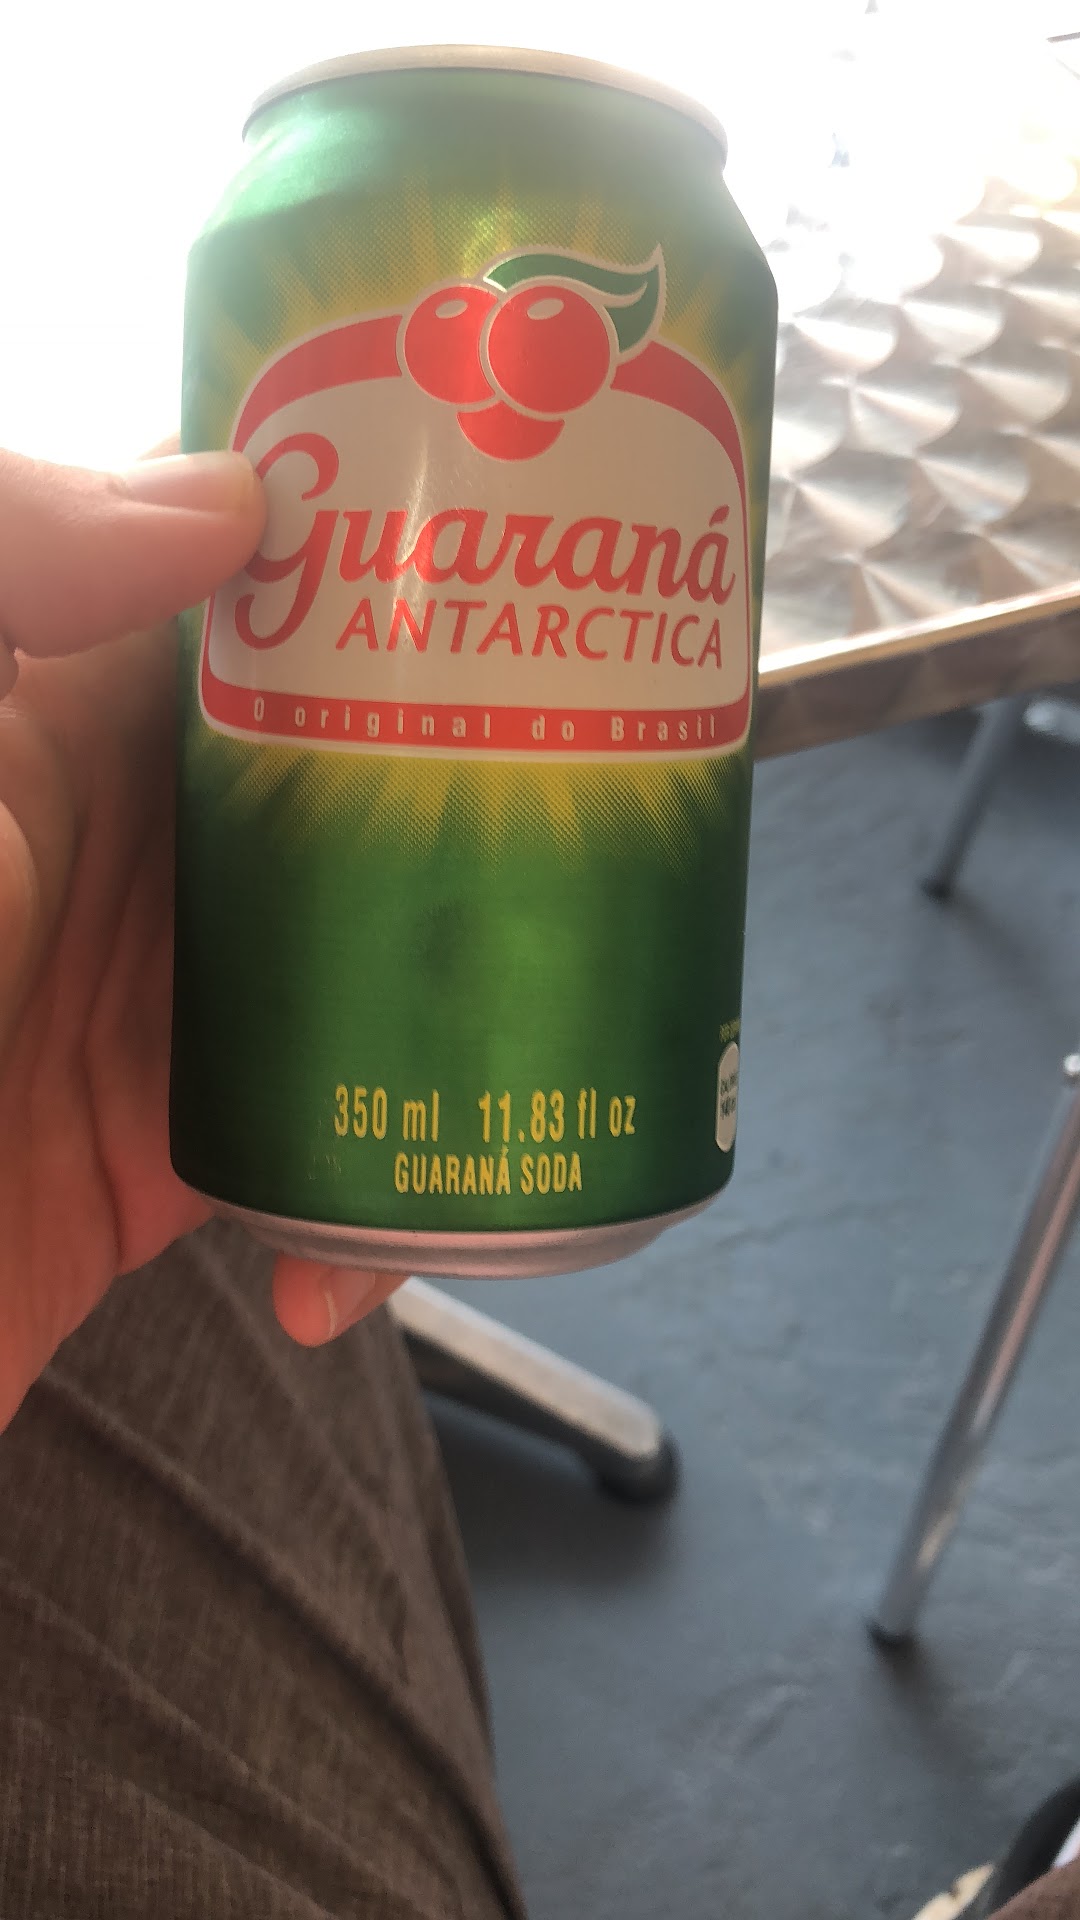 Guaraná
ANTARCTICA
O original do Brasil
350 ml 11.83 fl oz
GUARANÁ SODA